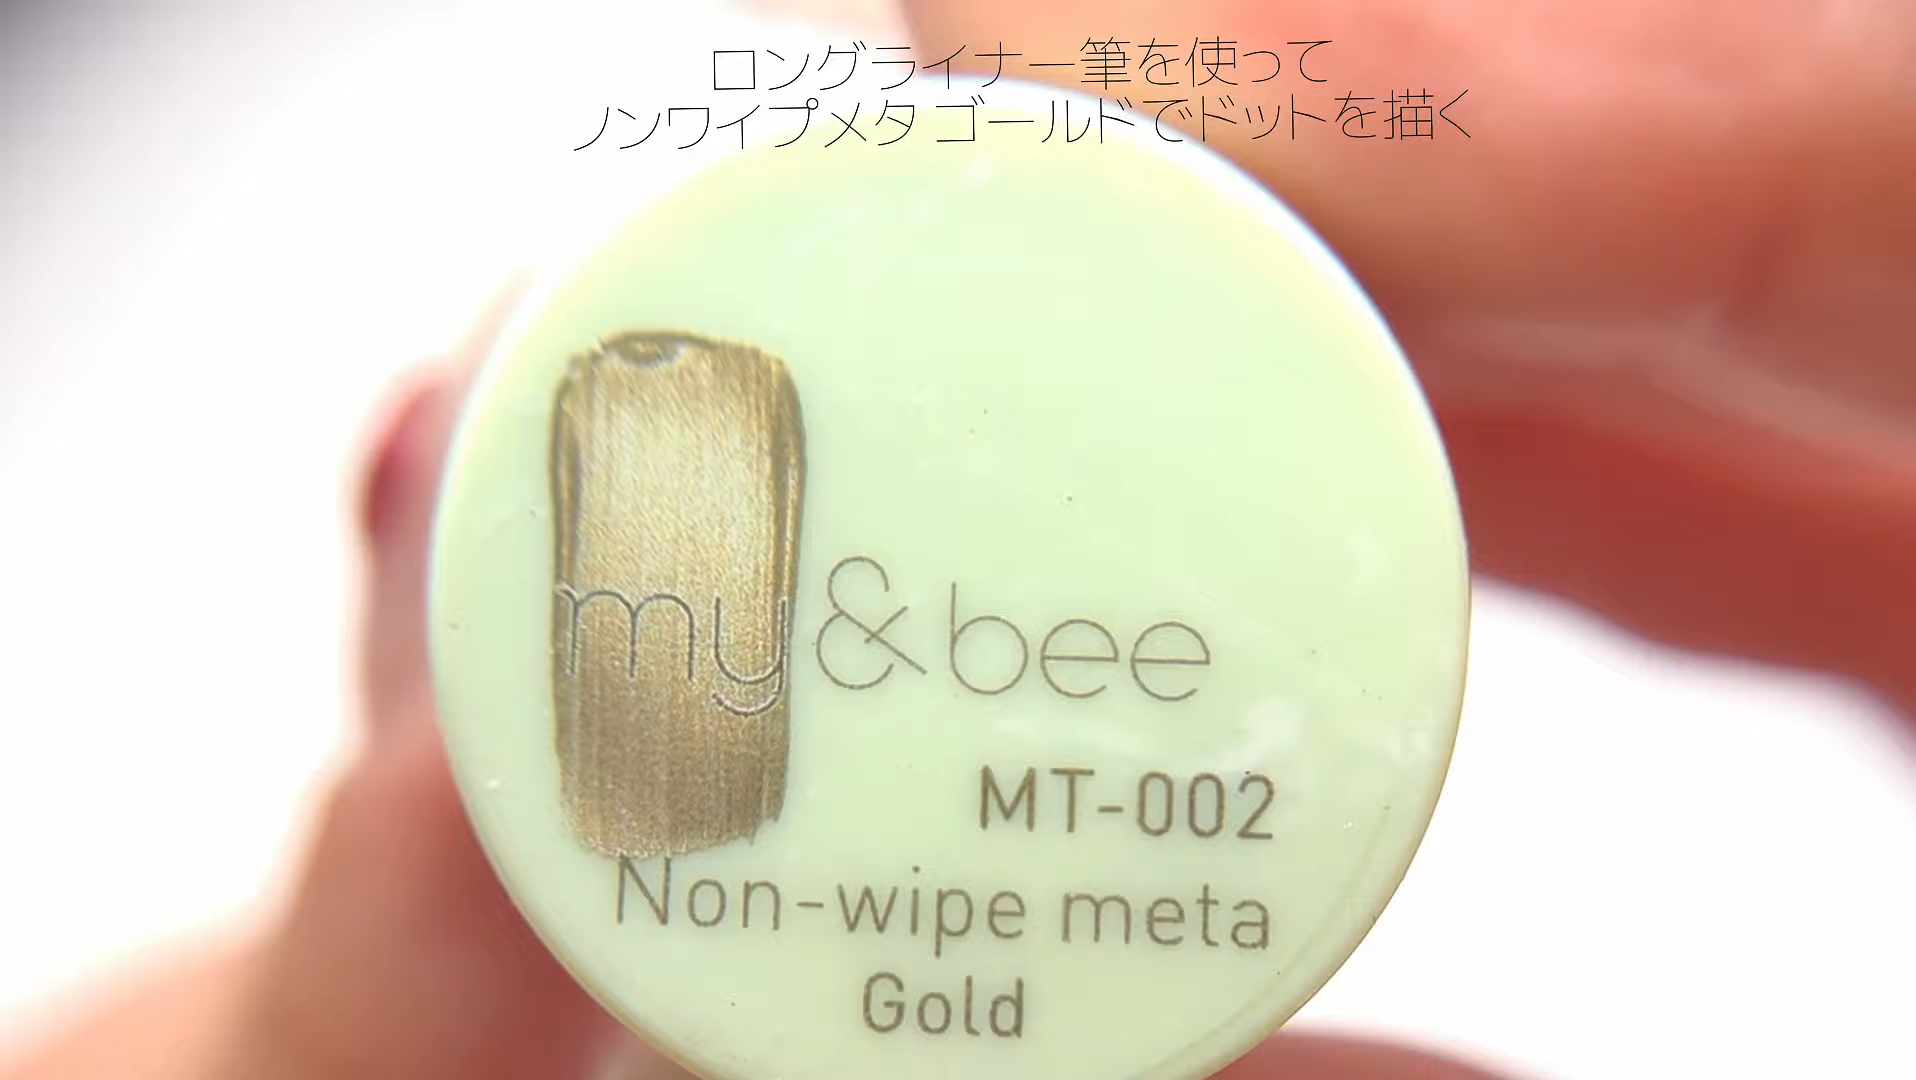 ロングライナー筆を使って
ノンワイプメタゴールドでドットを描く
my&bee
MT-002
Non-wipe meta
Gold